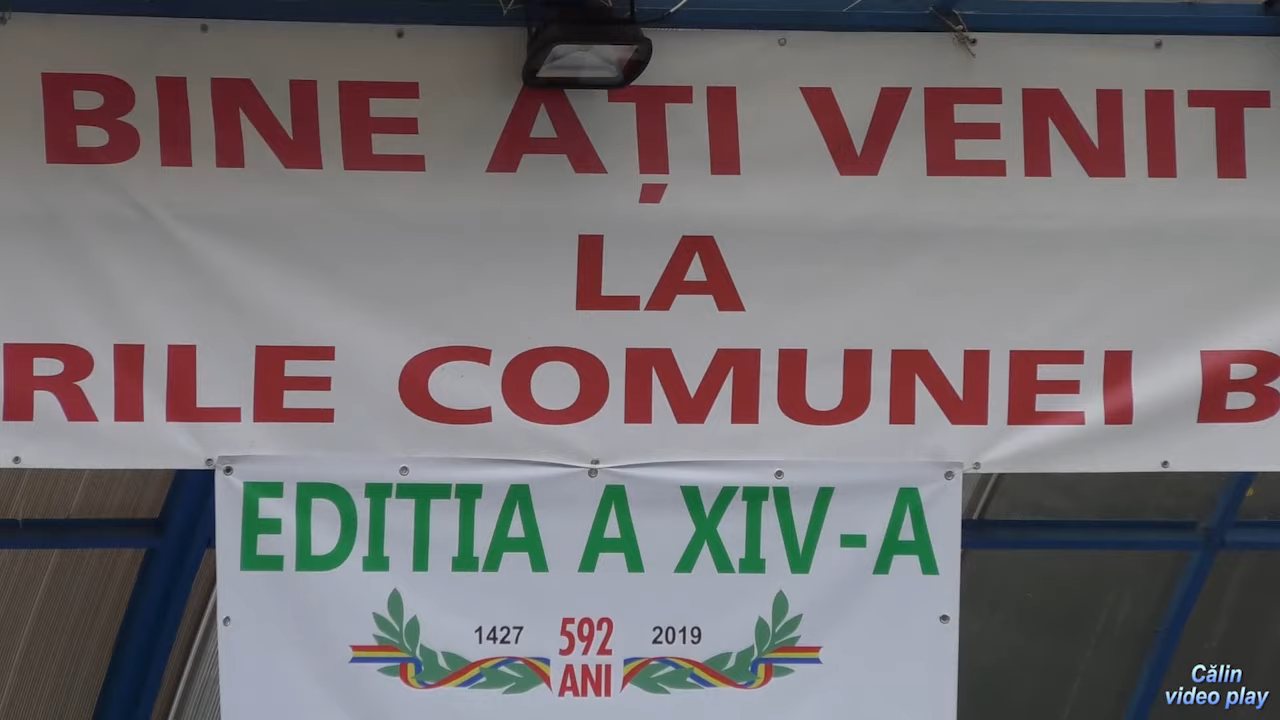 BINE AȚI VENIT
LA
RILE COMUNEI B
EDITIA A XIV-A
1427 592 2019
ANI
Călin
video play